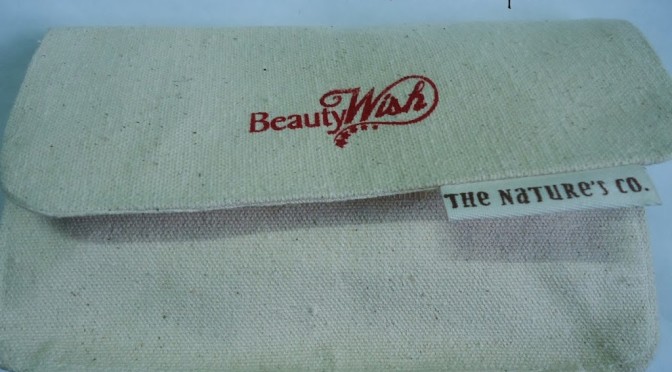 BeautyWish
THE NATURE'S CO.